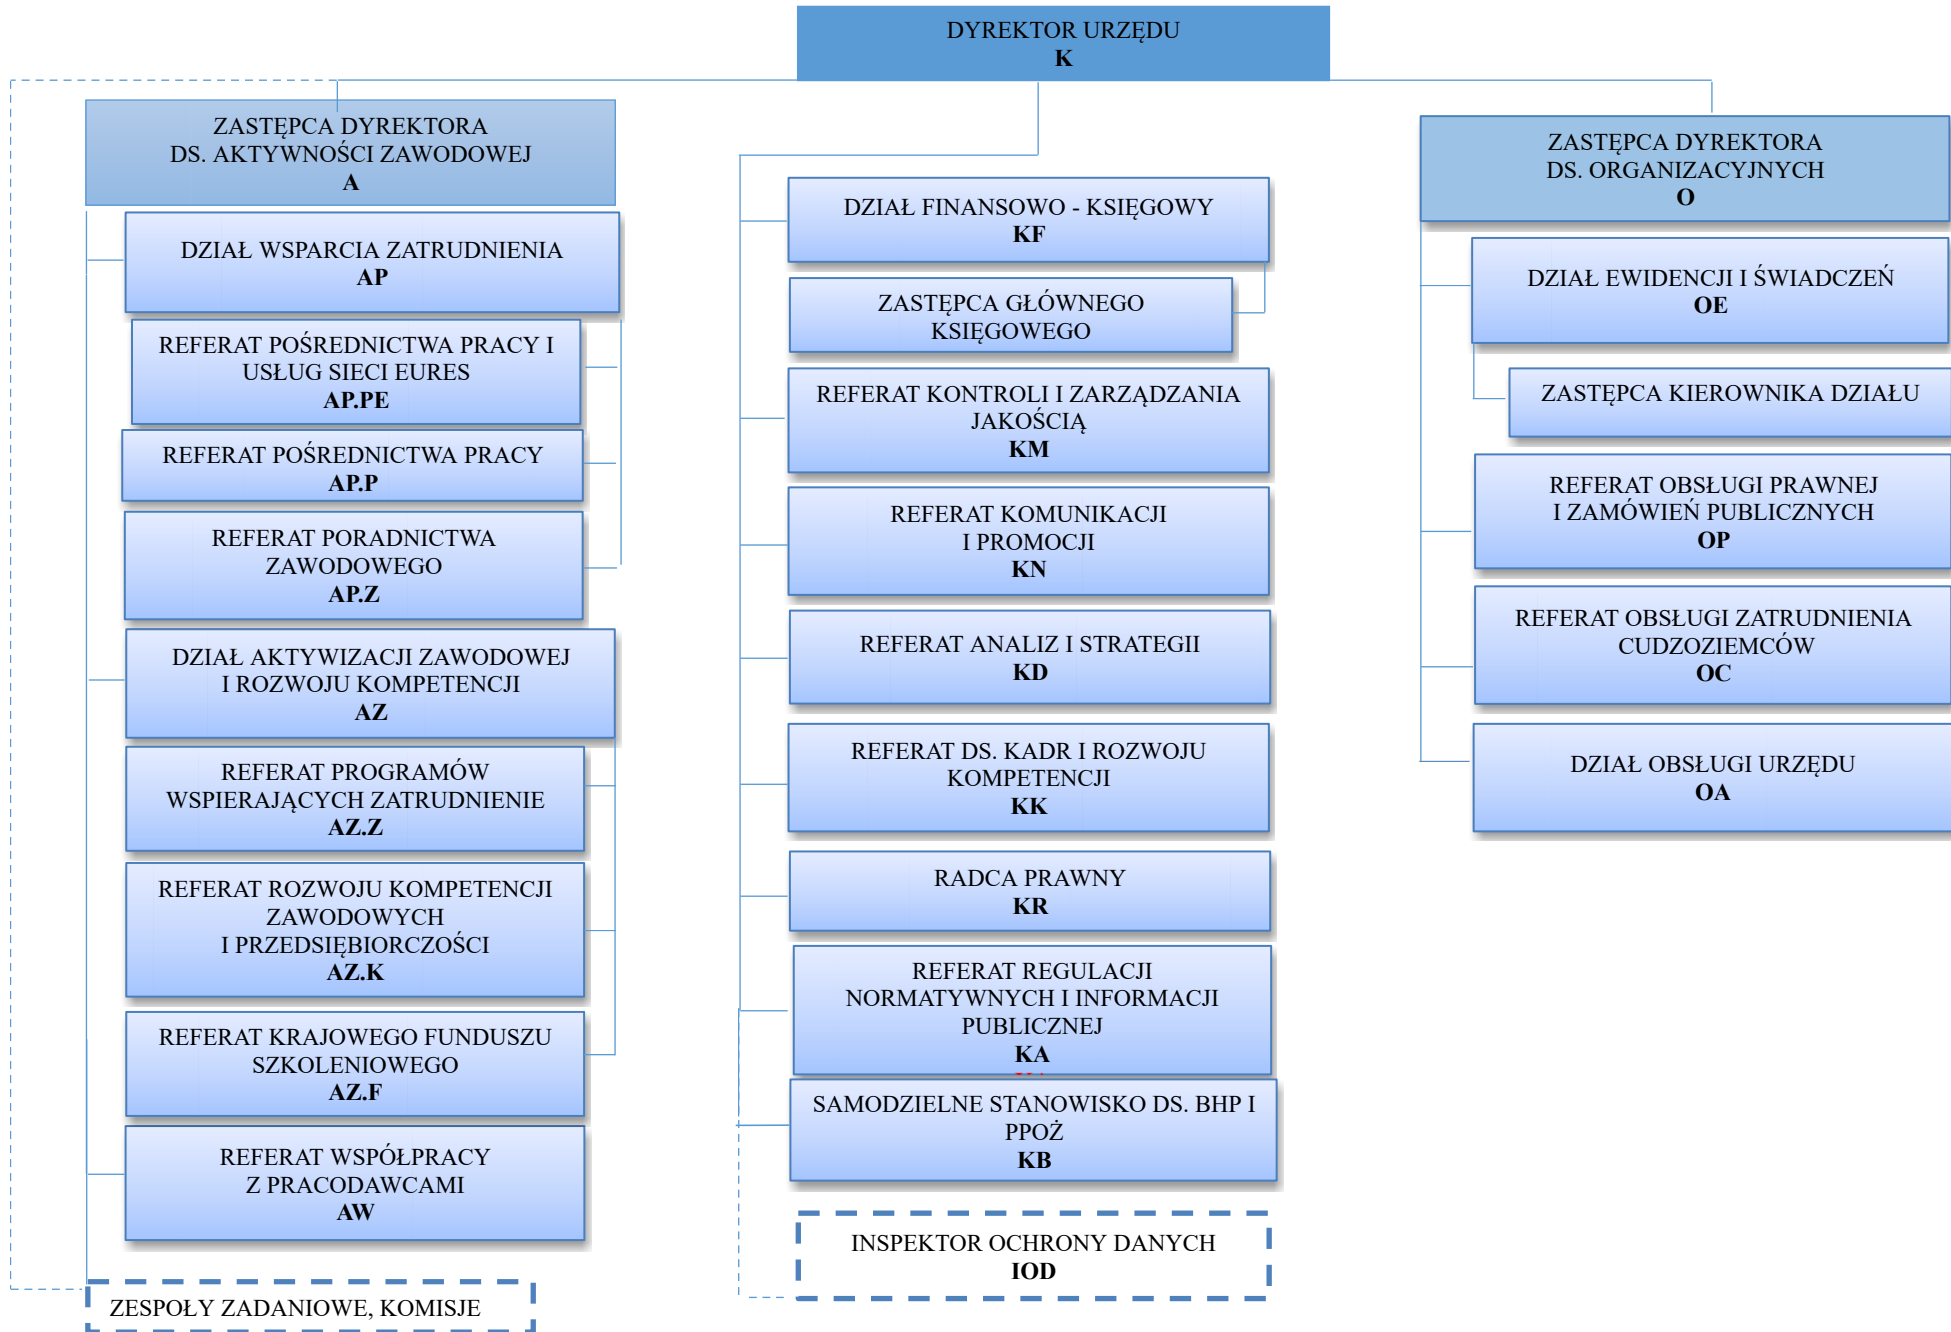 DYREKTOR URZĘDU
K
ZASTĘPCA DYREKTORA
DS. AKTYWNOŚCI ZAWODOWEJ
A
DZIAŁ WSPARCIA ZATRUDNIENIA
AP
REFERAT POŚREDNICTWA PRACY I
USŁUG SIECI EURES
AP.PE
REFERAT POŚREDNICTWA PRACY
AP.P
REFERAT PORADNICTWA
ZAWODOWEGO
AP.Z
DZIAŁ AKTYWIZACJI ZAWODOWEJ
I ROZWOJU KOMPETENCJI
AZ
REFERAT PROGRAMÓW
WSPIERAJĄCYCH ZATRUDNIENIE
AZ.Z
REFERAT ROZWOJU KOMPETENCJI
ZAWODOWYCH
I PRZEDSIĘBIORCZOŚCI
AZ.K
REFERAT KRAJOWEGO FUNDUSZU
SZKOLENIOWEGO
AZ.F
REFERAT WSPÓŁPRACY
Z PRACODAWCAMI
AW
ZESPOŁY ZADANIOWE, KOMISJE
DZIAŁ FINANSOWO - KSIĘGOWY
KF
ZASTĘPCA GŁÓWNEGO
KSIĘGOWEGO
REFERAT KONTROLI I ZARZĄDZANIA
JAKOŚCIĄ
KM
REFERAT KOMUNIKACJI
I PROMOCJI
KN
REFERAT ANALIZ I STRATEGII
KD
REFERAT DS. KADR I ROZWOJU
KOMPETENCJI
KK
RADCA PRAWNY
KR
REFERAT REGULACJI
NORMATYWNYCH I INFORMACJI
PUBLICZNEJ
KA
SAMODZIELNE STANOWISKO DS. BHP I
PPOŻ
KB
INSPEKTOR OCHRONY DANYCH
IOD
ZASTĘPCA DYREKTORA
DS. ORGANIZACYJNYCH
O
DZIAŁ EWIDENCJI I ŚWIADCZEŃ
OE
ZASTĘPCA KIEROWNIKA DZIAŁU
REFERAT OBSŁUGI PRAWNEJ
I ZAMÓWIEŃ PUBLICZNYCH
OP
REFERAT OBSŁUGI ZATRUDNIENIA
CUDZOZIEMCÓW
OC
DZIAŁ OBSŁUGI URZĘDU
OA